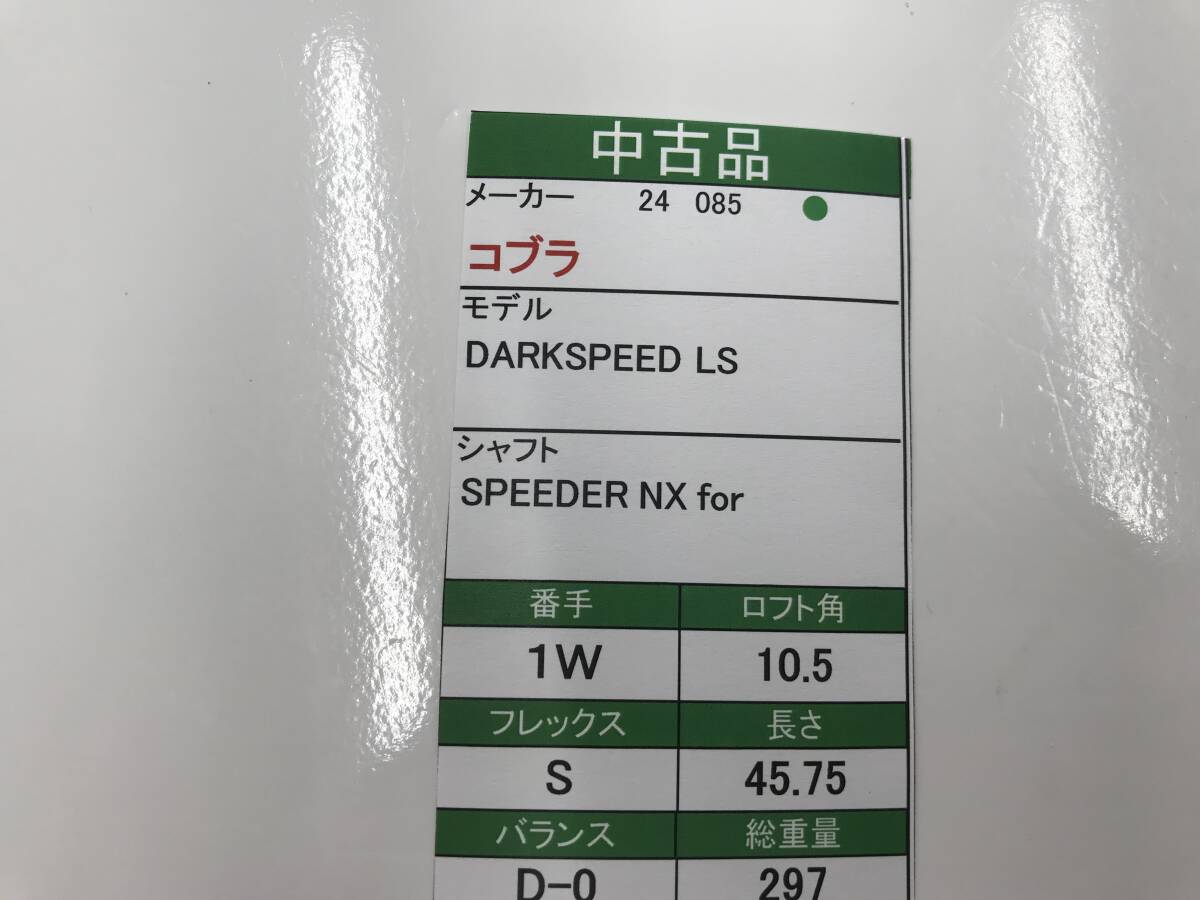 中古品
メーカー 24 085
コブラ
モデル
DARKSPEED LS
シャフト
SPEEDER NX for
番手 ロフト角
1W 10.5
フレックス 長さ
S 45.75
バランス 総重量
D-0 297